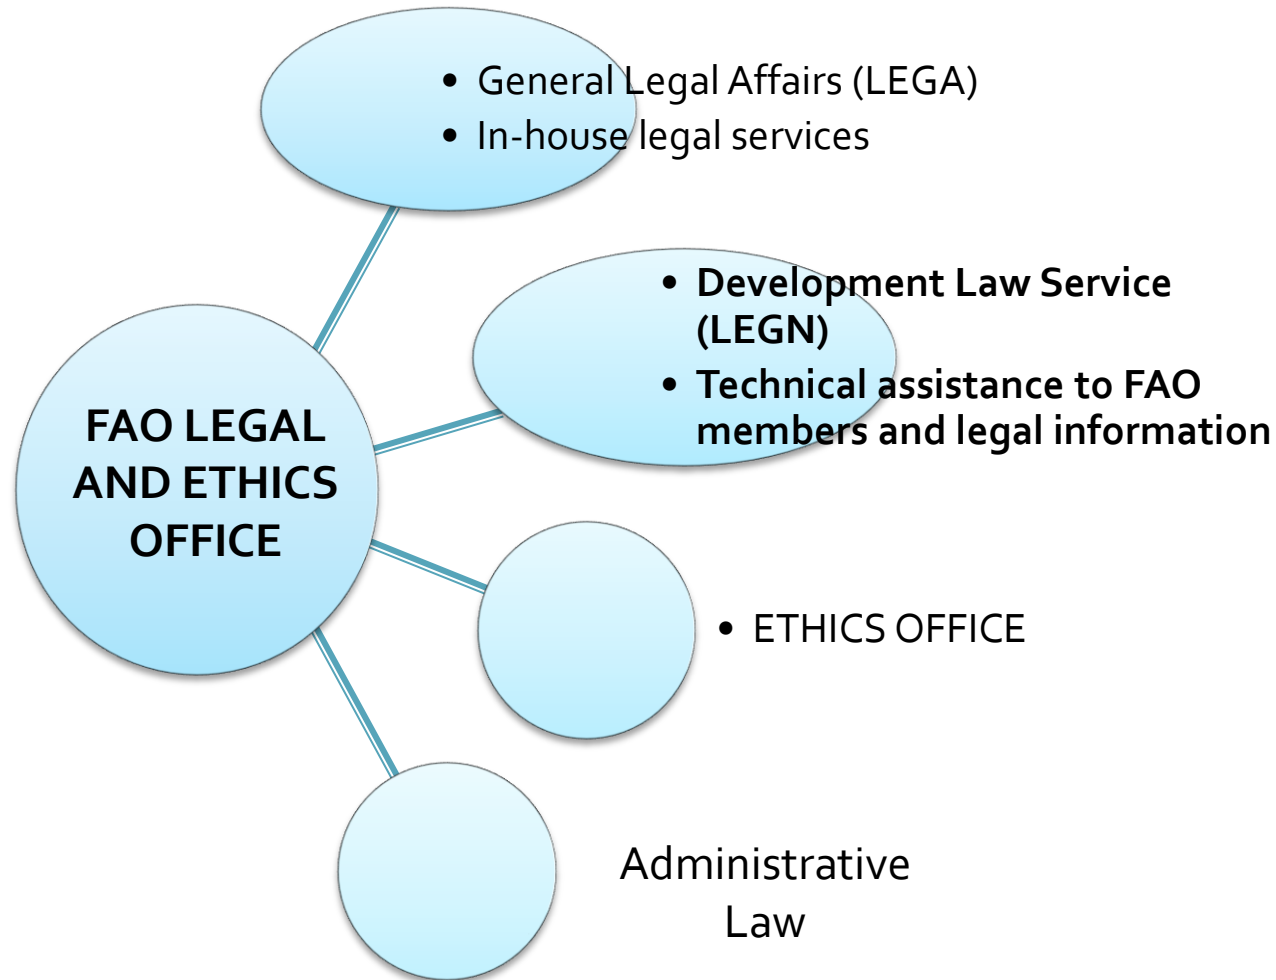 • General Legal Affairs (LEGA)
• In-house legal services
• Development Law Service
(LEGN)
• Technical assistance to FAO
members and legal information
FAO LEGAL
AND ETHICS
OFFICE
• ETHICS OFFICE
Administrative
Law